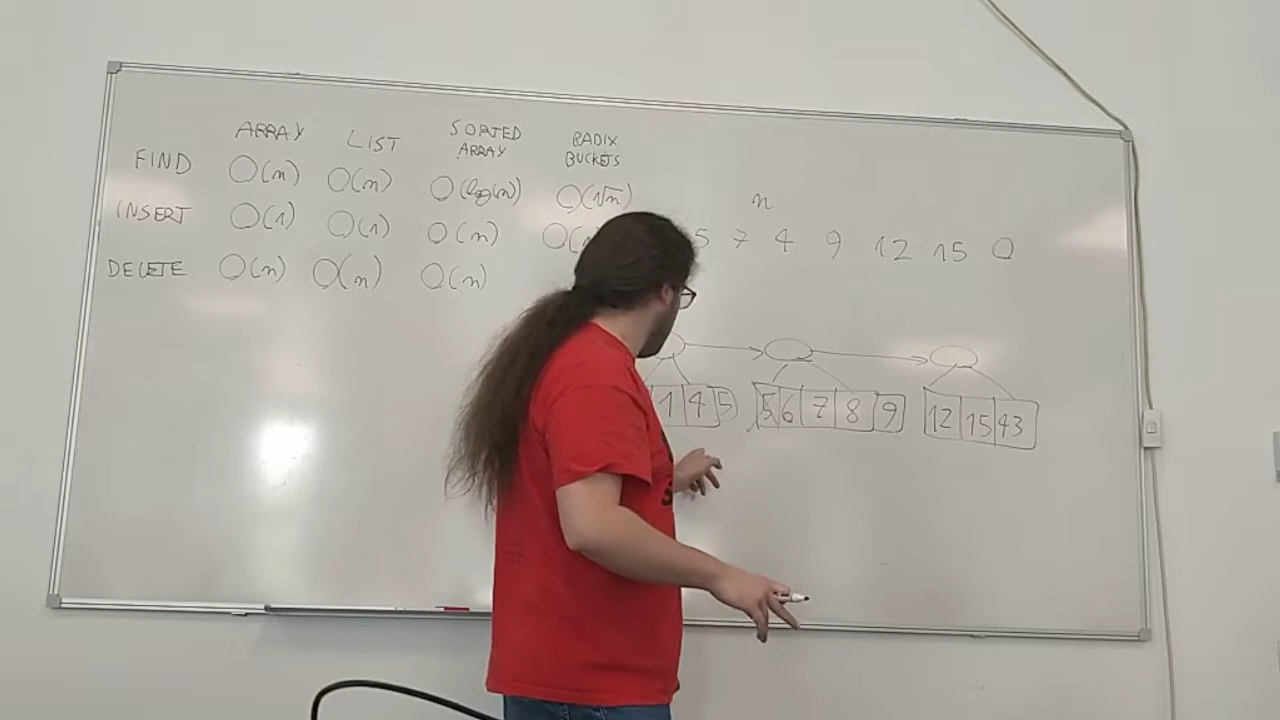 ARRAY LIST SORTED ARRAY RADIX BUCKETS
FIND O(n) O(n) O(log(n)) O(√n)
INSERT O(1) O(1) O(n) O(
DELETE O(n) O(n) O(n)
n
5 7 4 9 12 15 0
1 4 5 5 6 7 8 9 12 15 43